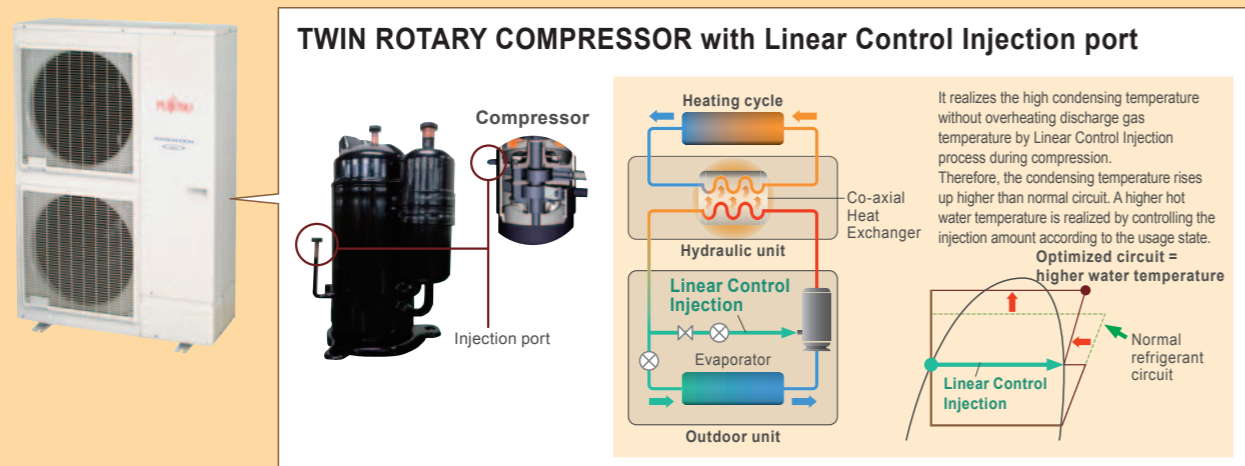 FUJITSU
INVERTER
TWIN ROTARY COMPRESSOR with Linear Control Injection port
Compressor
Injection port
Heating cycle
Co-axial
Heat
Exchanger
Hydraulic unit
Linear Control
Injection
Evaporator
Outdoor unit
It realizes the high condensing temperature
without overheating discharge gas
temperature by Linear Control Injection
process during compression.
Therefore, the condensing temperature rises
up higher than normal circuit. A higher hot
water temperature is realized by controlling the
injection amount according to the usage state.
Optimized circuit =
higher water temperature
Normal
refrigerant
circuit
Linear Control
Injection